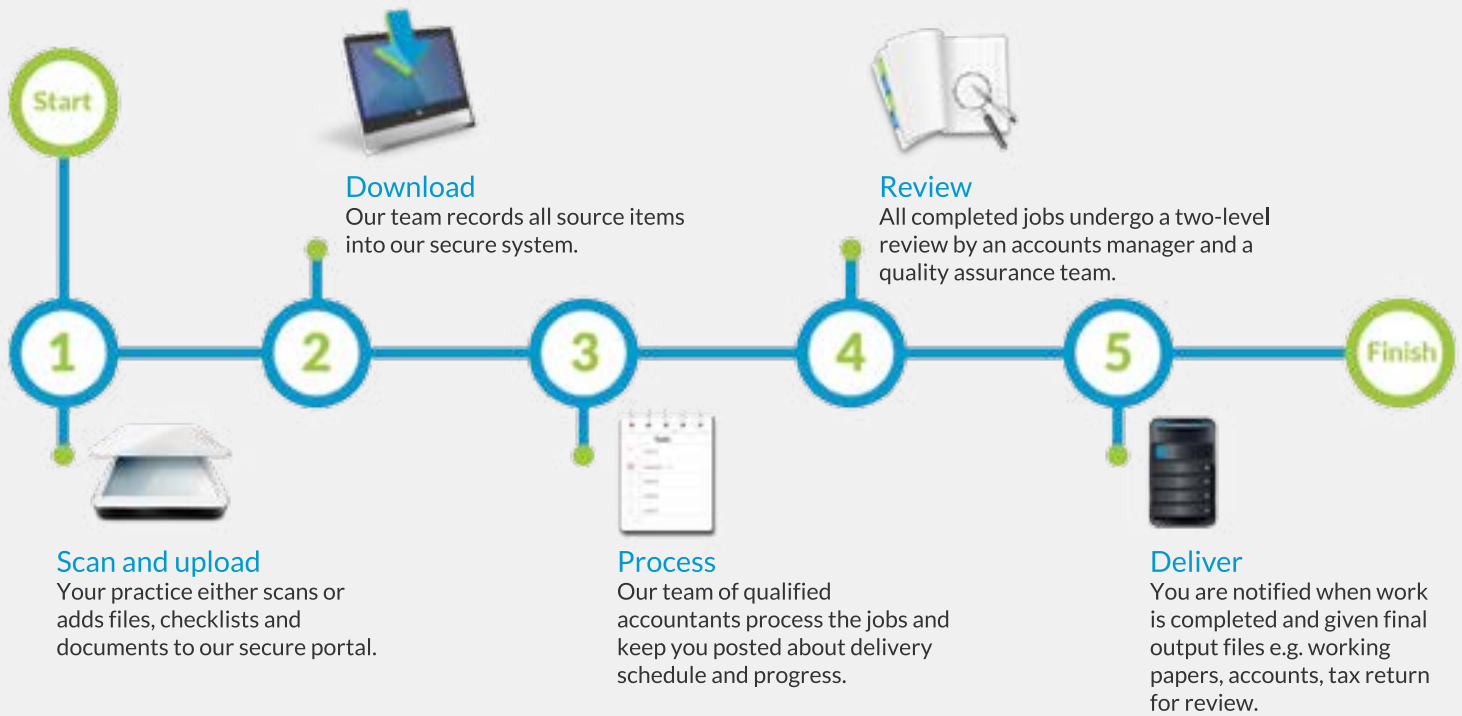 Start
Download
Our team records all source items
into our secure system.
Review
All completed jobs undergo a two-level
review by an accounts manager and a
quality assurance team.
1
2
3
4
5
Finish
Scan and upload
Your practice either scans or
adds files, checklists and
documents to our secure portal.
Process
Our team of qualified
accountants process the jobs and
keep you posted about delivery
schedule and progress.
Deliver
You are notified when work
is completed and given final
output files e.g. working
papers, accounts, tax return
for review.